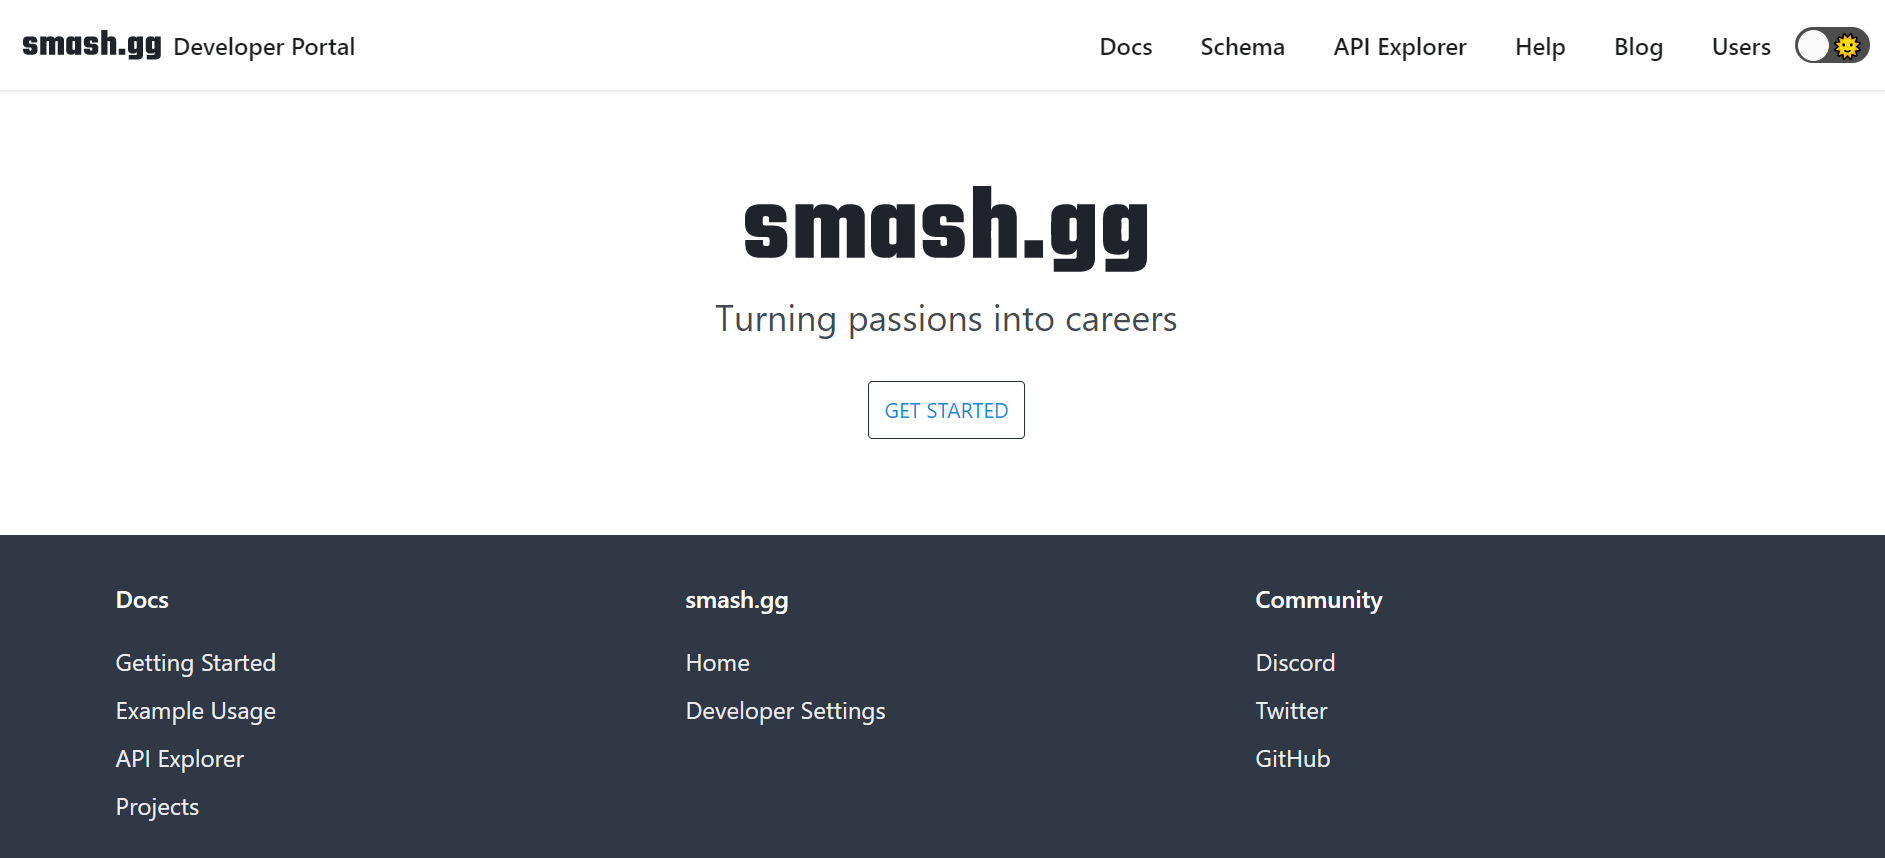 smash.gg Developer Portal Docs Schema API Explorer Help Blog Users
smash.gg
Turning passions into careers
GET STARTED
Docs
Getting Started
Example Usage
API Explorer
Projects
smash.gg
Home
Developer Settings
Community
Discord
Twitter
GitHub